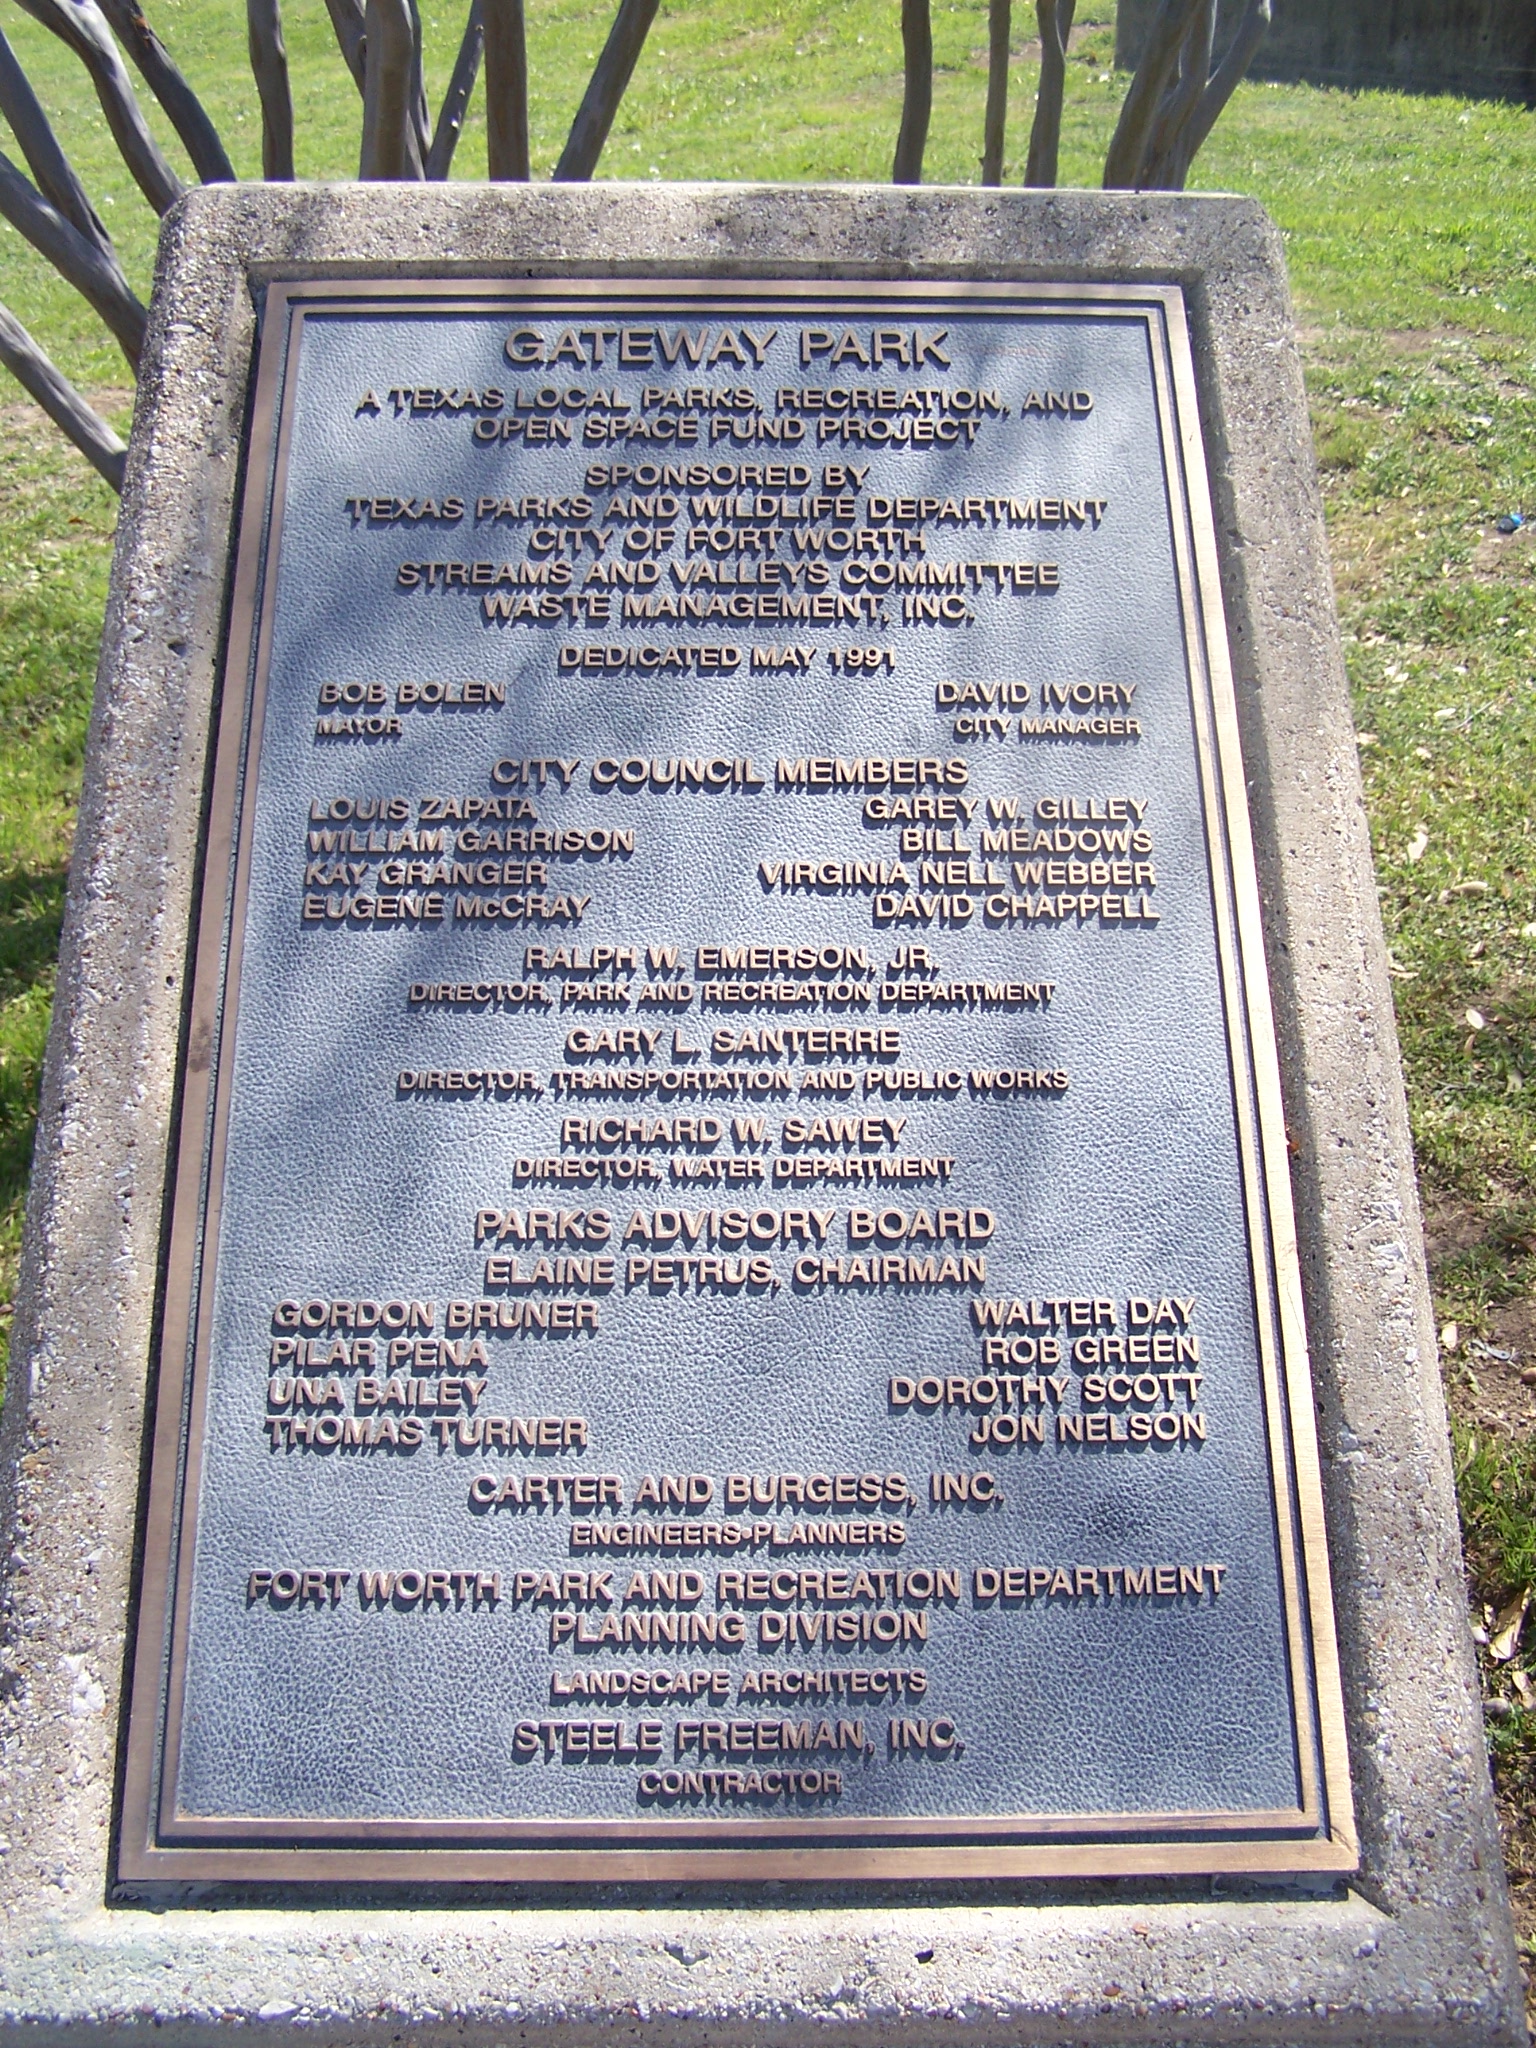 GATEWAY PARK
A TEXAS LOCAL PARKS, RECREATION, AND
OPEN SPACE FUND PROJECT
SPONSORED BY
TEXAS PARKS AND WILDLIFE DEPARTMENT
CITY OF FORT WORTH
STREAMS AND VALLEYS COMMITTEE
WASTE MANAGEMENT, INC.
DEDICATED MAY 1991
BOB BOLEN DAVID IVORY
MAYOR CITY MANAGER
CITY COUNCIL MEMBERS
LOUIS ZAPATA GAREY W. GILLEY
WILLIAM GARRISON BILL MEADOWS
KAY GRANGER VIRGINIA NELL WEBBER
EUGENE McCRAY DAVID CHAPPELL
RALPH W. EMERSON, JR.
DIRECTOR, PARK AND RECREATION DEPARTMENT
GARY L. SANTERRE
DIRECTOR, TRANSPORTATION AND PUBLIC WORKS
RICHARD W. SAWEY
DIRECTOR, WATER DEPARTMENT
PARKS ADVISORY BOARD
ELAINE PETRUS, CHAIRMAN
GORDON BRUNER WALTER DAY
PILAR PENA ROB GREEN
UNA BAILEY DOROTHY SCOTT
THOMAS TURNER JON NELSON
CARTER AND BURGESS, INC.
ENGINEERS•PLANNERS
FORT WORTH PARK AND RECREATION DEPARTMENT
PLANNING DIVISION
LANDSCAPE ARCHITECTS
STEELE FREEMAN, INC.
CONTRACTOR